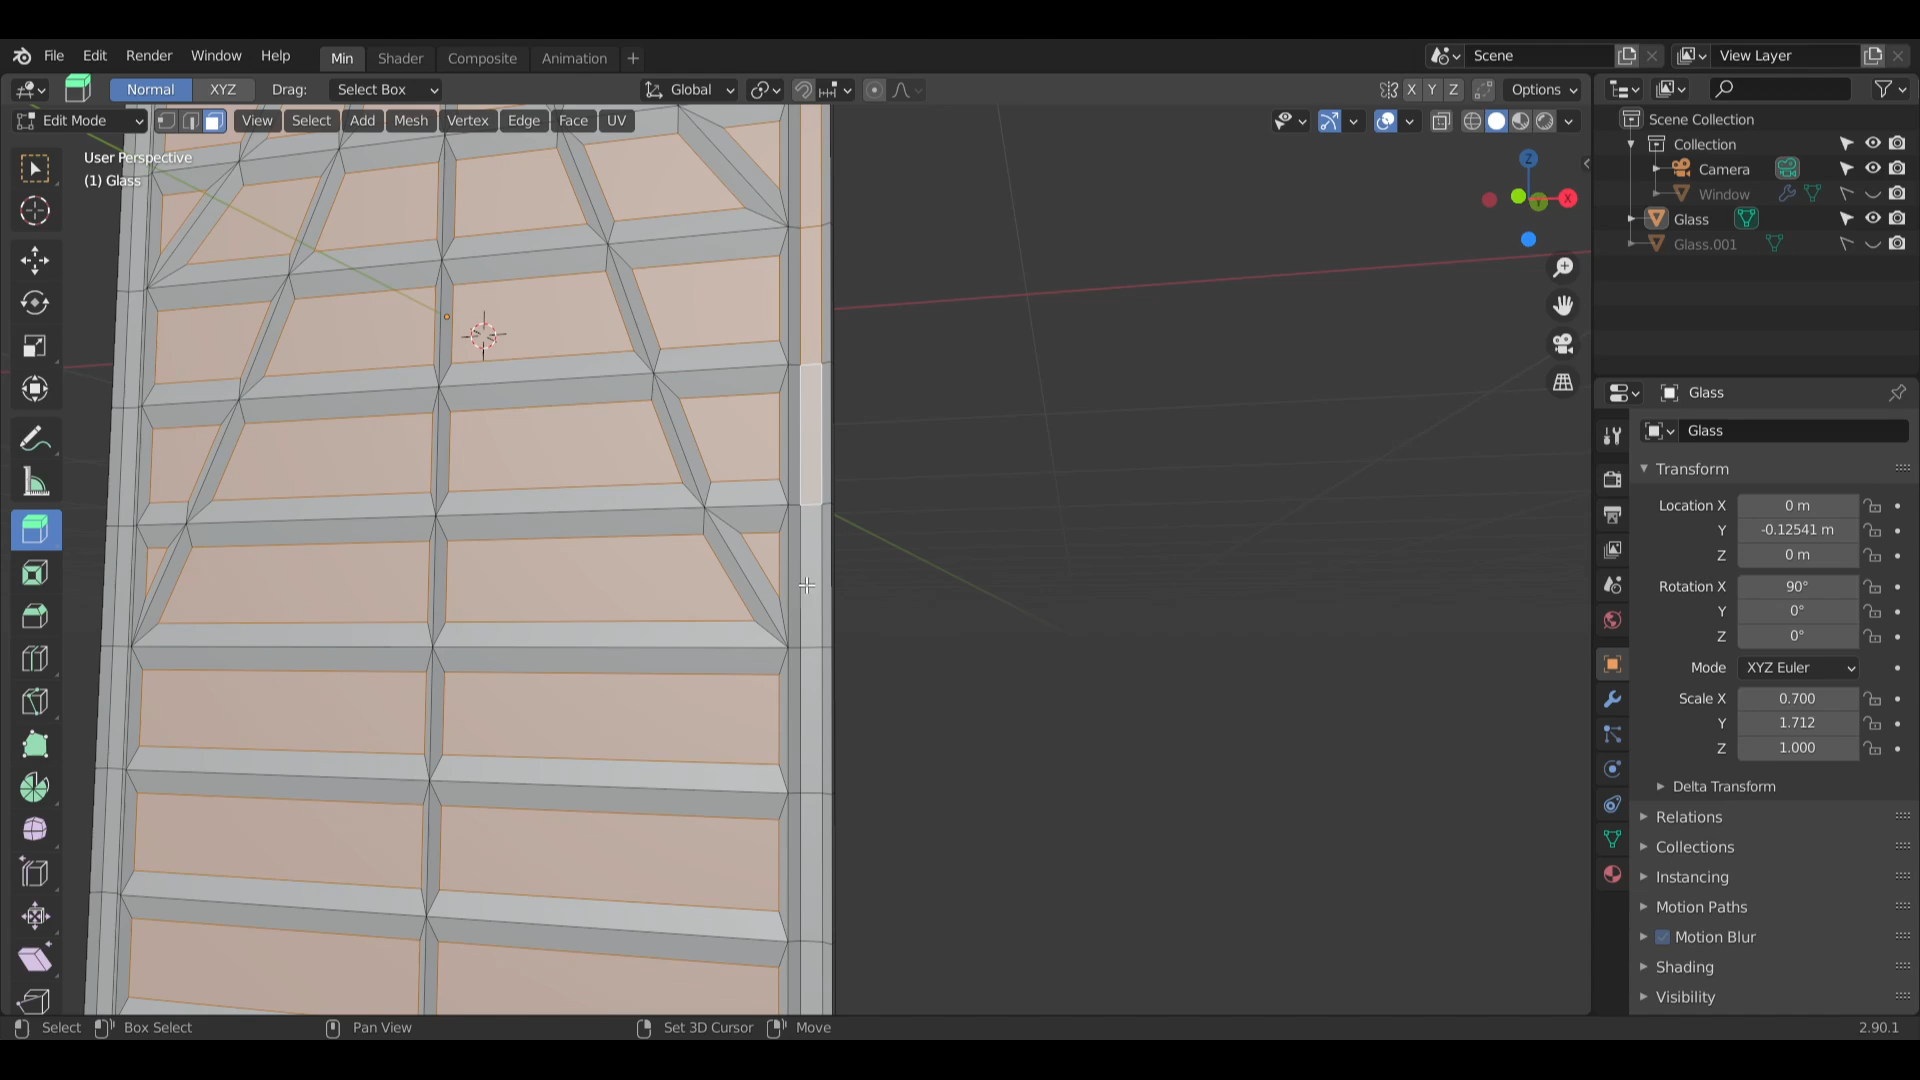 File Edit Render Window Help Min Shader Composite Animation + Scene View Layer
Normal XYZ Drag: Select Box Global X Y Z Options
Edit Mode View Select Add Mesh Vertex Edge Face UV
User Perspective
(1) Glass
Z
X
Y
Scene Collection
Collection
Camera
Window
Glass
Glass.001
Glass
Glass
Transform
Location X 0 m
Y -0.12541 m
Z 0 m
Rotation X 90°
Y 0°
Z 0°
Mode XYZ Euler
Scale X 0.700
Y 1.712
Z 1.000
Delta Transform
Relations
Collections
Instancing
Motion Paths
Motion Blur
Shading
Visibility
Select Box Select Pan View Set 3D Cursor Move 2.90.1